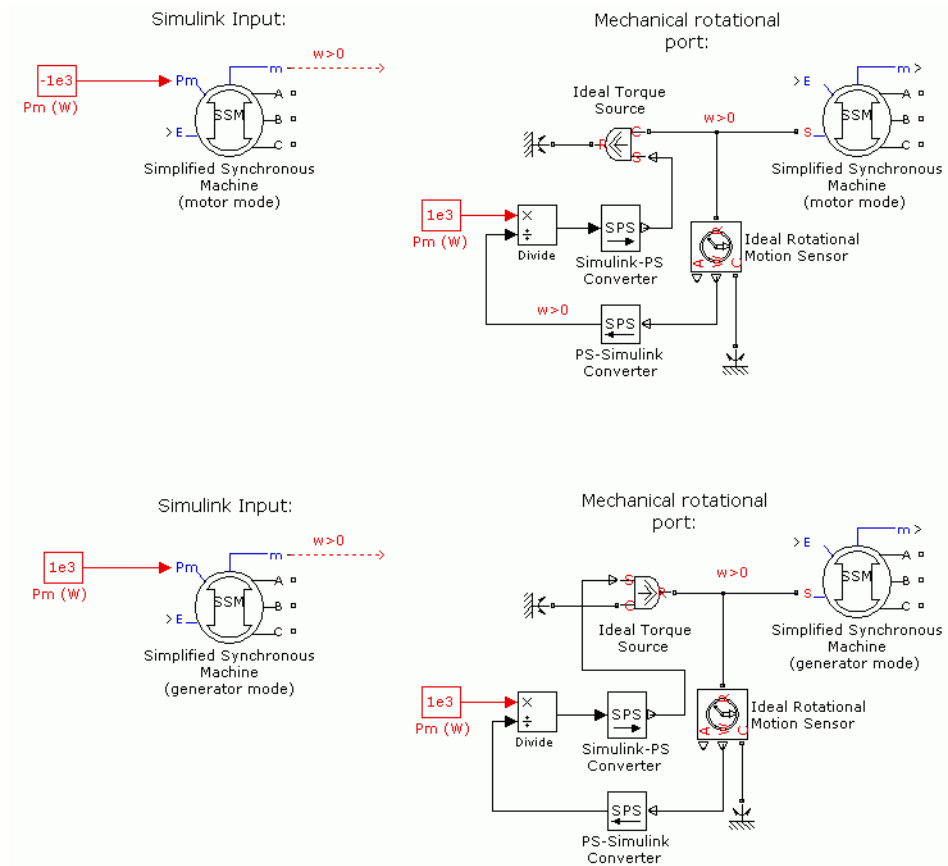 Simulink Input:
-1e3
Pm (W)
Pm
m
w>0
SSM
A
B
C
>E
Simplified Synchronous
Machine
(motor mode)
Mechanical rotational
port:
Ideal Torque
Source
R
C
S
w>0
>E
m>
S
SSM
A
B
C
Simplified Synchronous
Machine
(motor mode)
1e3
Pm (W)
×
÷
Divide
SPS
Simulink-PS
Converter
R
A
W
C
Ideal Rotational
Motion Sensor
w>0
SPS
PS-Simulink
Converter
Simulink Input:
1e3
Pm (W)
Pm
m
w>0
SSM
A
B
C
>E
Simplified Synchronous
Machine
(generator mode)
Mechanical rotational
port:
S
C
R
Ideal Torque
Source
w>0
>E
m>
S
SSM
A
B
C
Simplified Synchronous
Machine
(generator mode)
1e3
Pm (W)
×
÷
Divide
SPS
Simulink-PS
Converter
R
A
W
C
Ideal Rotational
Motion Sensor
SPS
PS-Simulink
Converter